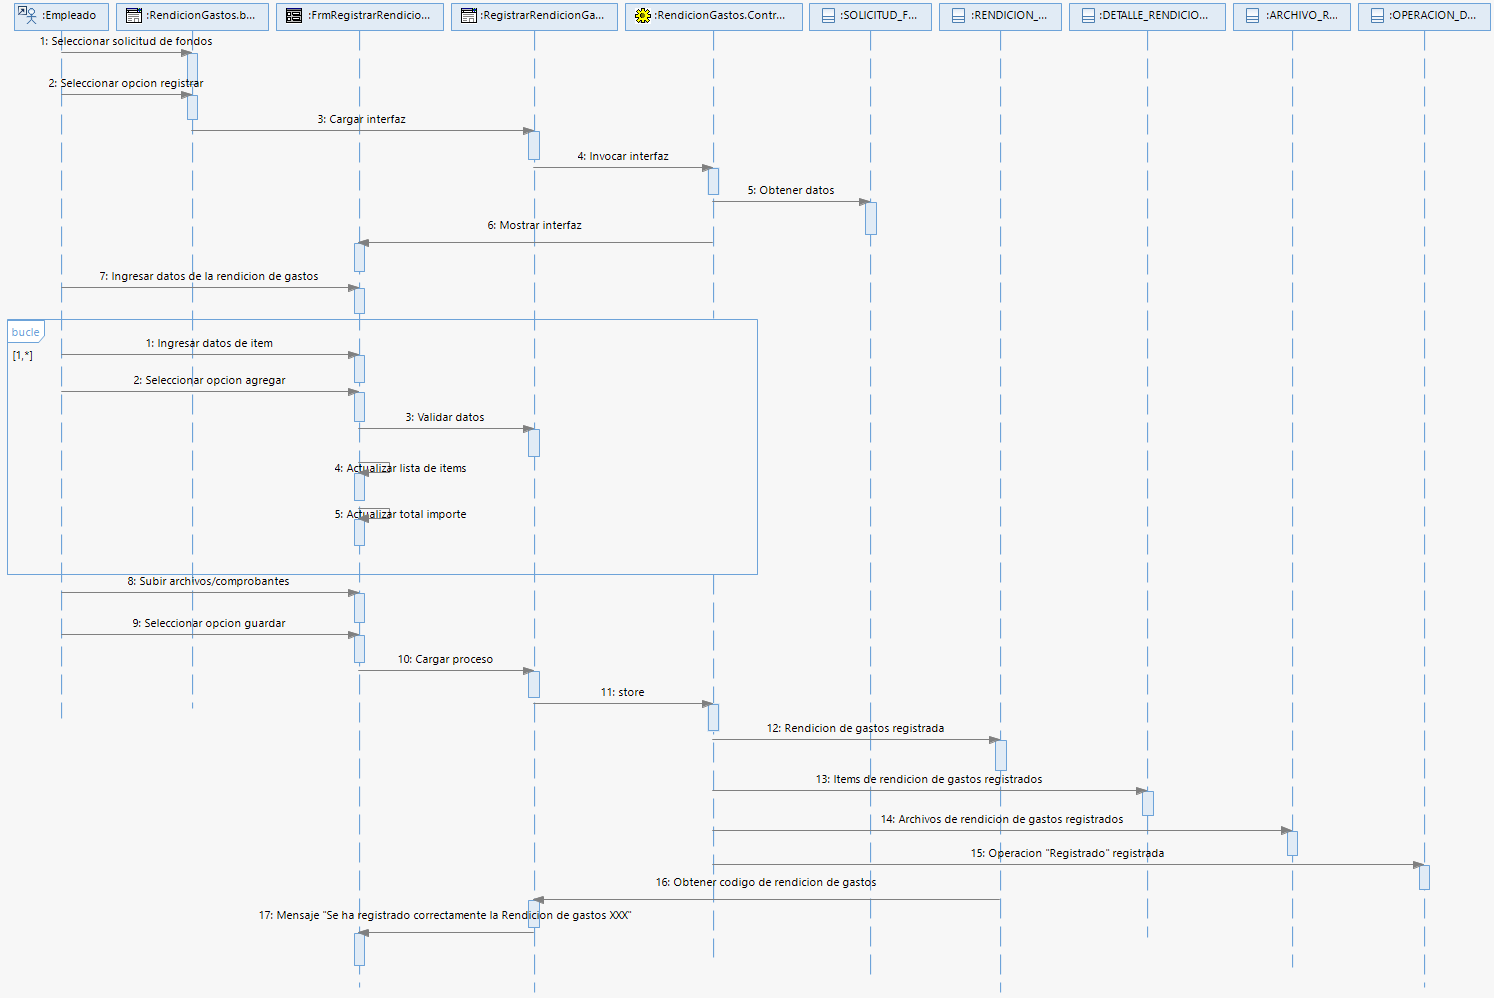 :Empleado
:RendicionGastos.b...
:FrmRegistrarRendicio...
:RegistrarRendicionGa...
:RendicionGastos.Contr...
:SOLICITUD_F...
:RENDICION_...
:DETALLE_RENDICIO...
:ARCHIVO_R...
:OPERACION_D...
1: Seleccionar solicitud de fondos
2: Seleccionar opcion registrar
3: Cargar interfaz
4: Invocar interfaz
5: Obtener datos
6: Mostrar interfaz
7: Ingresar datos de la rendicion de gastos
bucle
[1,*]
1: Ingresar datos de item
2: Seleccionar opcion agregar
3: Validar datos
4: Actualizar lista de items
5: Actualizar total importe
8: Subir archivos/comprobantes
9: Seleccionar opcion guardar
10: Cargar proceso
11: store
12: Rendicion de gastos registrada
13: Items de rendicion de gastos registrados
14: Archivos de rendicion de gastos registrados
15: Operacion "Registrado" registrada
16: Obtener codigo de rendicion de gastos
17: Mensaje "Se ha registrado correctamente la Rendicion de gastos XXX"